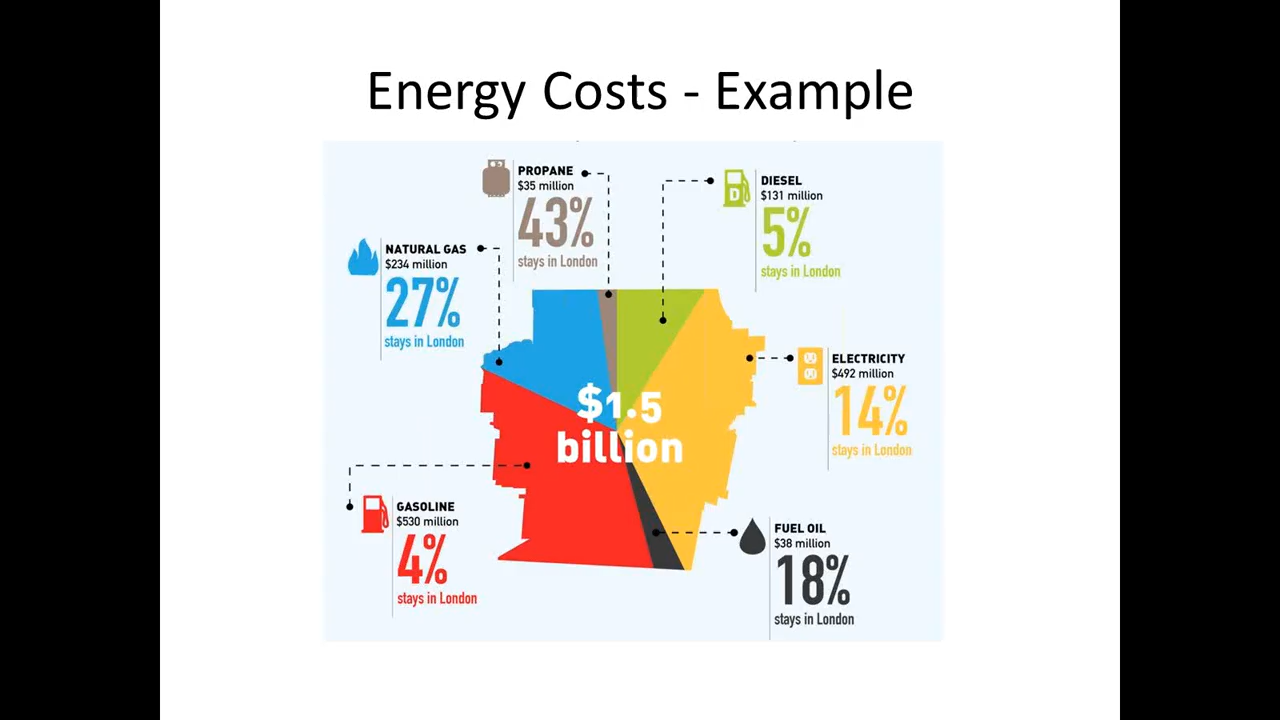 Energy Costs - Example
PROPANE
$35 million
43%
stays in London
DIESEL
$131 million
5%
stays in London
NATURAL GAS
$234 million
27%
stays in London
ELECTRICITY
$492 million
14%
stays in London
$1.5
billion
GASOLINE
$530 million
4%
stays in London
D
FUEL OIL
$38 million
18%
stays in London